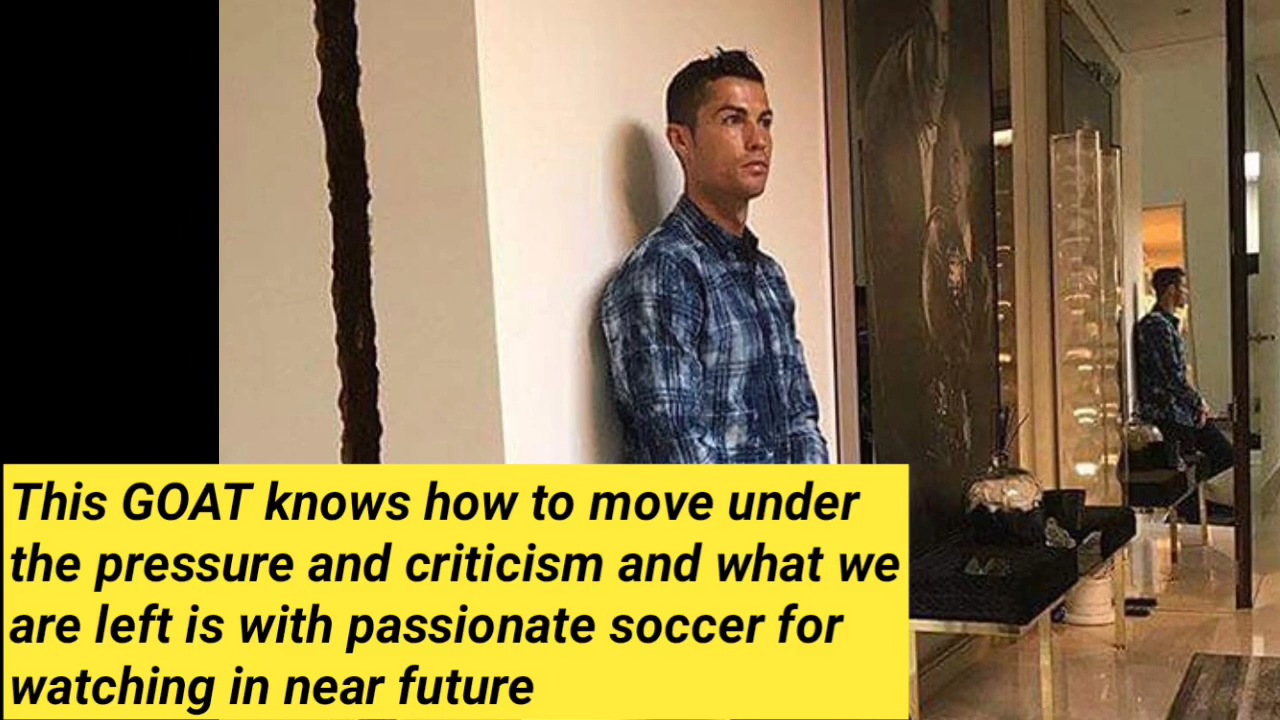 This GOAT knows how to move under
the pressure and criticism and what we
are left is with passionate soccer for
watching in near future